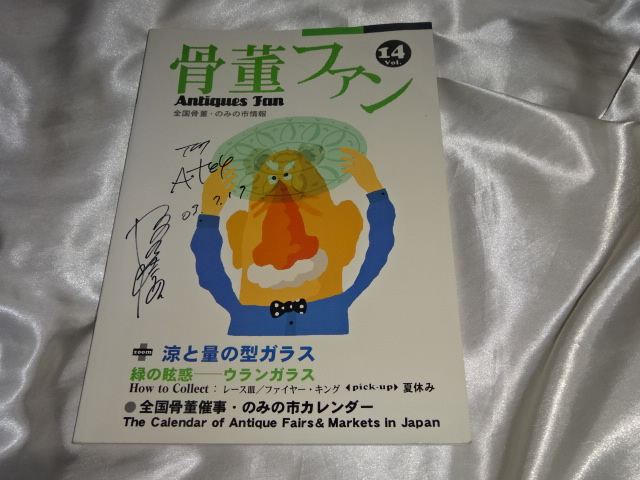 骨董ファン
14
Vol.
Antiques Fan
全国骨董・のみの市情報
07. 7. 17
zoom 涼と量の型ガラス
緑の眩惑──ウランガラス
How to Collect : レース皿／ファイヤー・キング ◀pick-up▶ 夏休み
●全国骨董催事・のみの市カレンダー
The Calendar of Antique Fairs & Markets in Japan